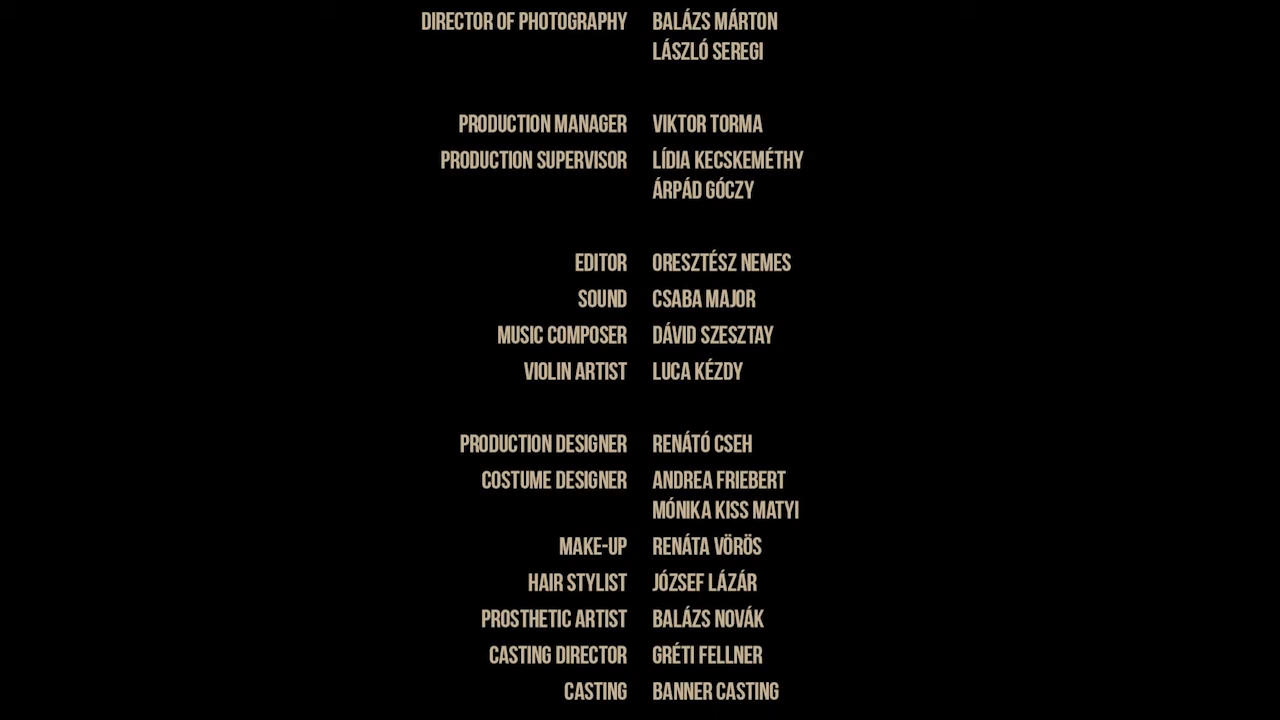 DIRECTOR OF PHOTOGRAPHY BALÁZS MÁRTON
LÁSZLÓ SEREGI
PRODUCTION MANAGER VIKTOR TORMA
PRODUCTION SUPERVISOR LÍDIA KECSKEMÉTHY
ÁRPÁD GÓCZY
EDITOR ORESZTÉSZ NEMES
SOUND CSABA MAJOR
MUSIC COMPOSER DÁVID SZESZTAY
VIOLIN ARTIST LUCA KÉZDY
PRODUCTION DESIGNER RENÁTÓ CSEH
COSTUME DESIGNER ANDREA FRIEBERT
MÓNIKA KISS MATYI
MAKE-UP RENÁTA VÖRÖS
HAIR STYLIST JÓZSEF LÁZÁR
PROSTHETIC ARTIST BALÁZS NOVÁK
CASTING DIRECTOR GRÉTI FELLNER
CASTING BANNER CASTING